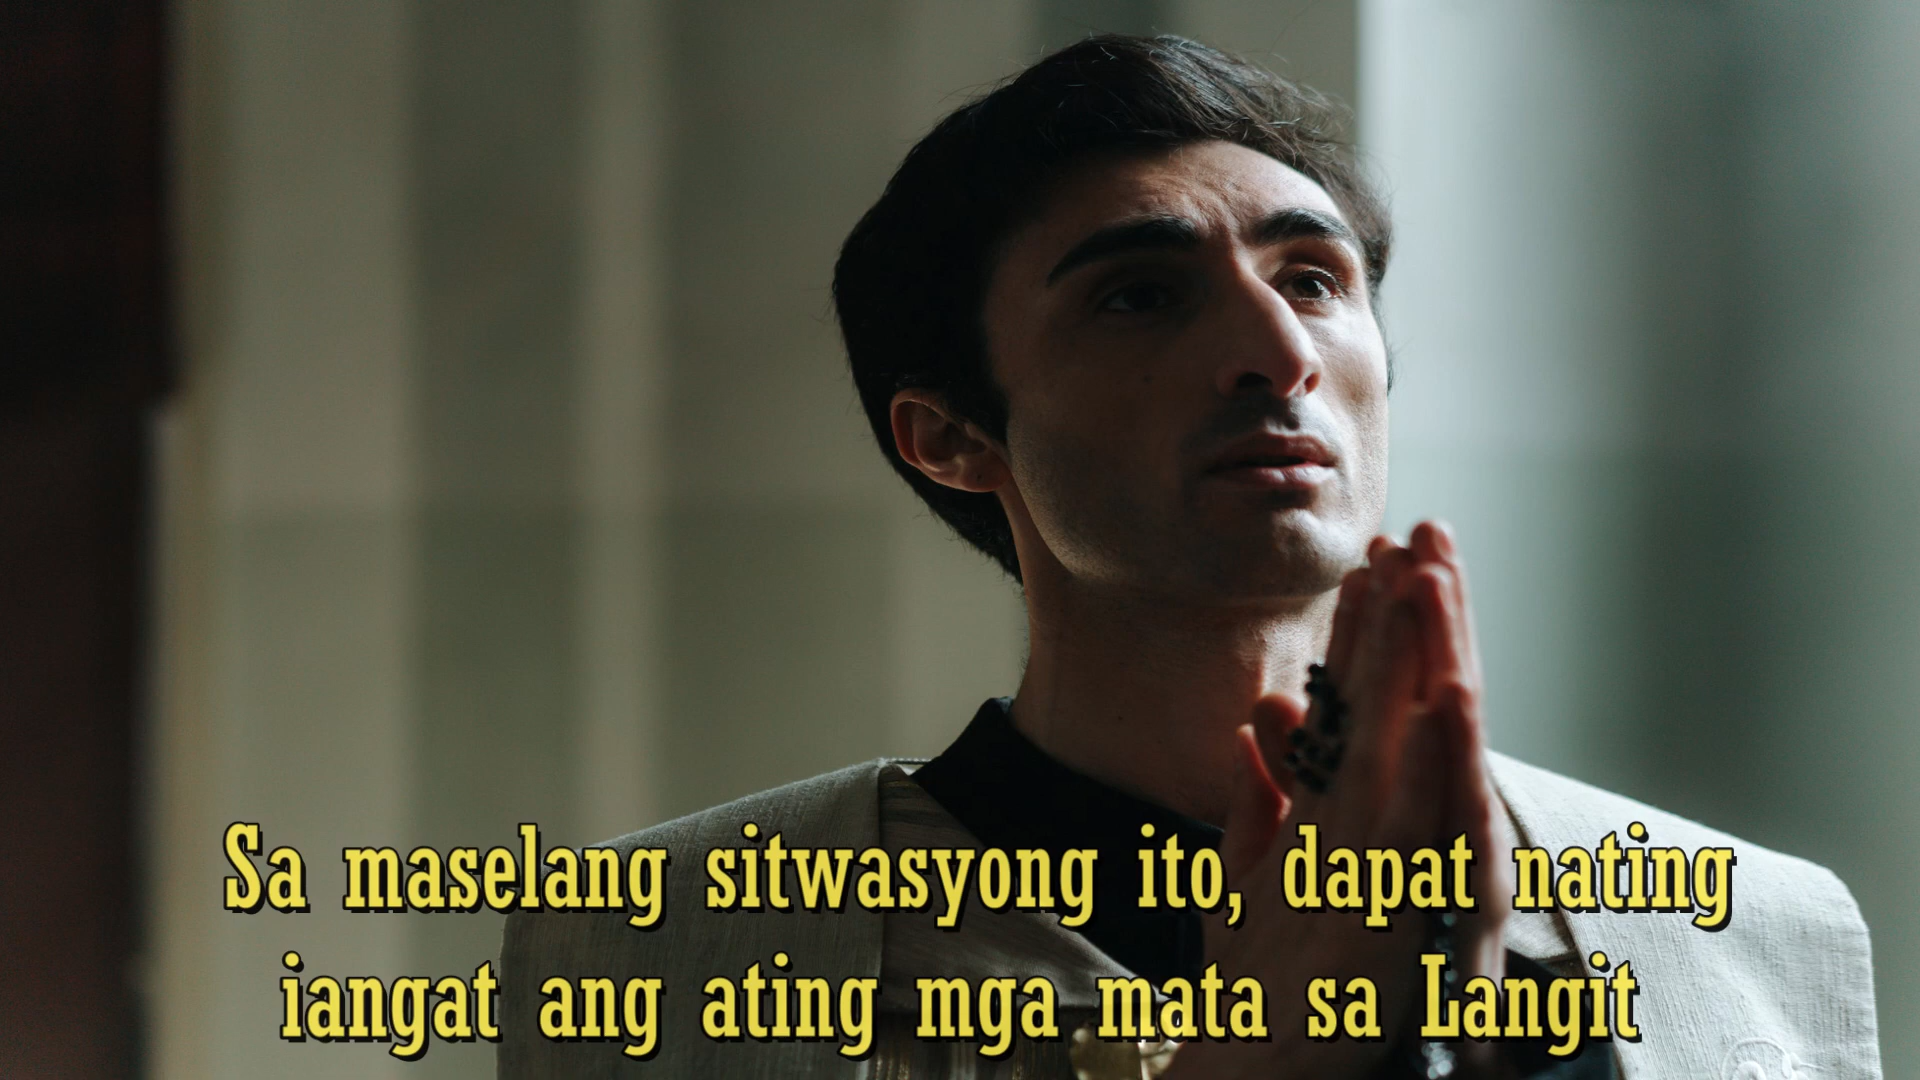 Sa maselang sitwasyong ito, dapat nating
iangat ang ating mga mata sa Langit